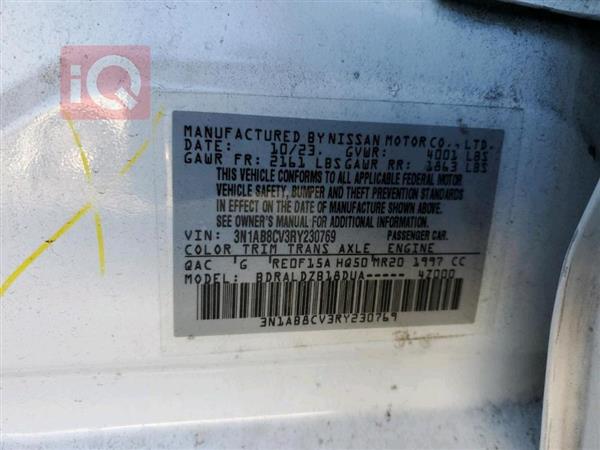 iQ
MANUFACTURED BY NISSAN MOTOR CO., LTD.
DATE: 10/23 GVWR: 4001 LBS
GAWR FR: 2161 LBS GAWR RR: 1863 LBS
THIS VEHICLE CONFORMS TO ALL APPLICABLE FEDERAL MOTOR
VEHICLE SAFETY, BUMPER AND THEFT PREVENTION STANDARDS
IN EFFECT ON THE DATE OF MANUFACTURE SHOWN ABOVE.
SEE OWNER'S MANUAL FOR ADDITIONAL INFORMATION.
VIN: 3N1AB8CV3RY230769 PASSENGER CAR
COLOR TRIM TRANS AXLE ENGINE
QAC 'G RE0F15A HQ50 MR20 1997 CC
MODEL: BDRALDZB18DUA----- 4Z000
3N1AB8CV3RY230769